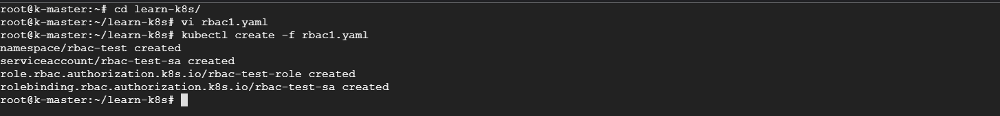 root@k-master:~# cd learn-k8s/
root@k-master:~/learn-k8s# vi rbac1.yaml
root@k-master:~/learn-k8s# kubectl create -f rbac1.yaml
namespace/rbac-test created
serviceaccount/rbac-test-sa created
role.rbac.authorization.k8s.io/rbac-test-role created
rolebinding.rbac.authorization.k8s.io/rbac-test-sa created
root@k-master:~/learn-k8s#